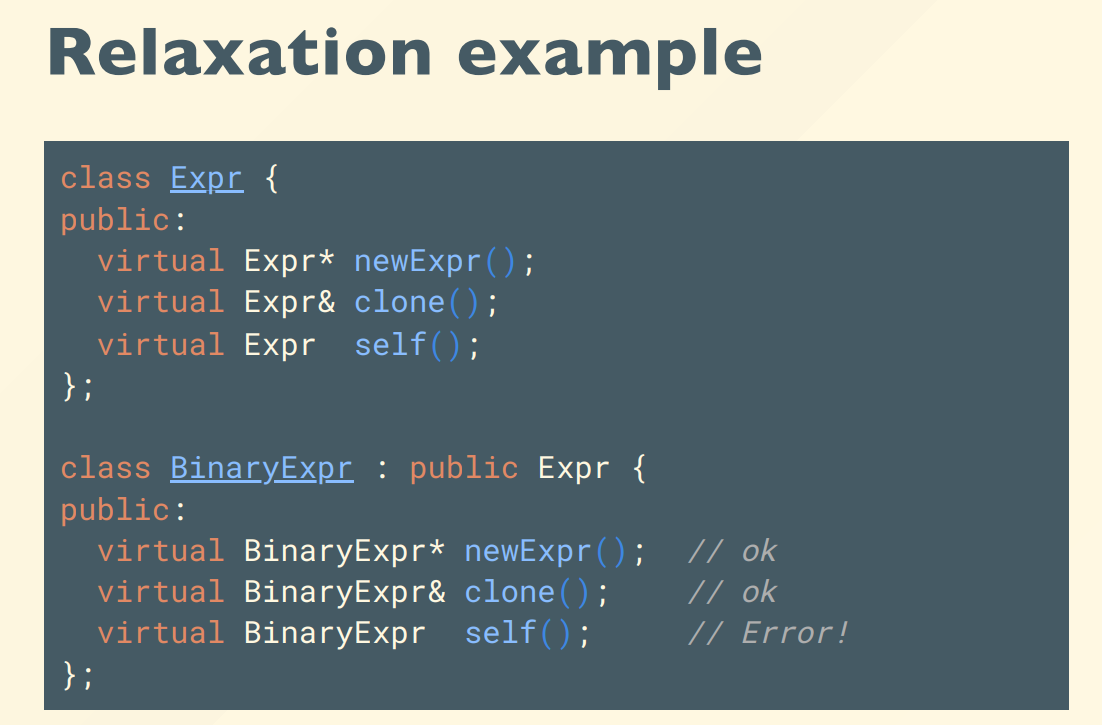 Relaxation example
class Expr {
public:
  virtual Expr* newExpr();
  virtual Expr& clone();
  virtual Expr  self();
};

class BinaryExpr : public Expr {
public:
  virtual BinaryExpr* newExpr();  // ok
  virtual BinaryExpr& clone();    // ok
  virtual BinaryExpr  self();     // Error!
};